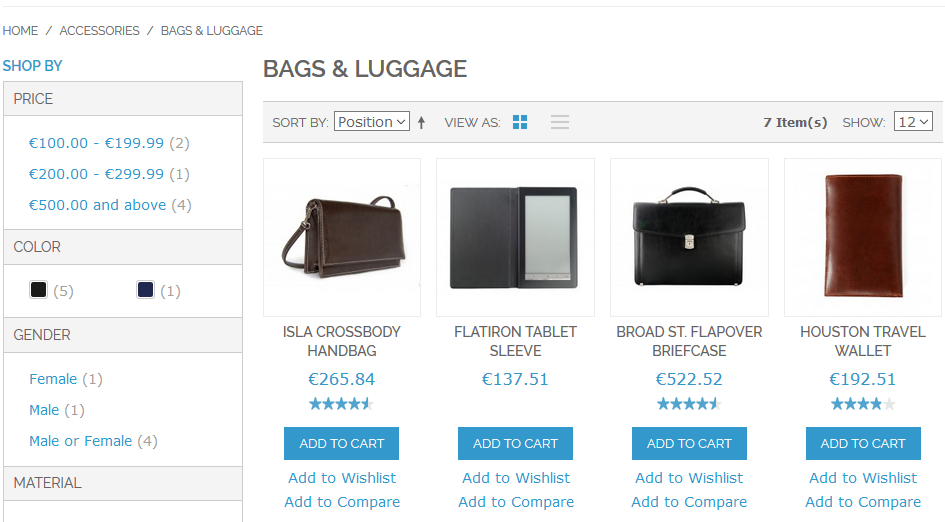 HOME / ACCESSORIES / BAGS & LUGGAGE
SHOP BY
PRICE
€100.00 - €199.99 (2)
€200.00 - €299.99 (1)
€500.00 and above (4)
COLOR
(5) (1)
GENDER
Female (1)
Male (1)
Male or Female (4)
MATERIAL
BAGS & LUGGAGE
SORT BY: Position VIEW AS: 7 Item(s) SHOW: 12
ISLA CROSSBODY
HANDBAG
€265.84
ADD TO CART
Add to Wishlist
Add to Compare
FLATIRON TABLET
SLEEVE
€137.51
ADD TO CART
Add to Wishlist
Add to Compare
BROAD ST. FLAPOVER
BRIEFCASE
€522.52
ADD TO CART
Add to Wishlist
Add to Compare
HOUSTON TRAVEL
WALLET
€192.51
ADD TO CART
Add to Wishlist
Add to Compare